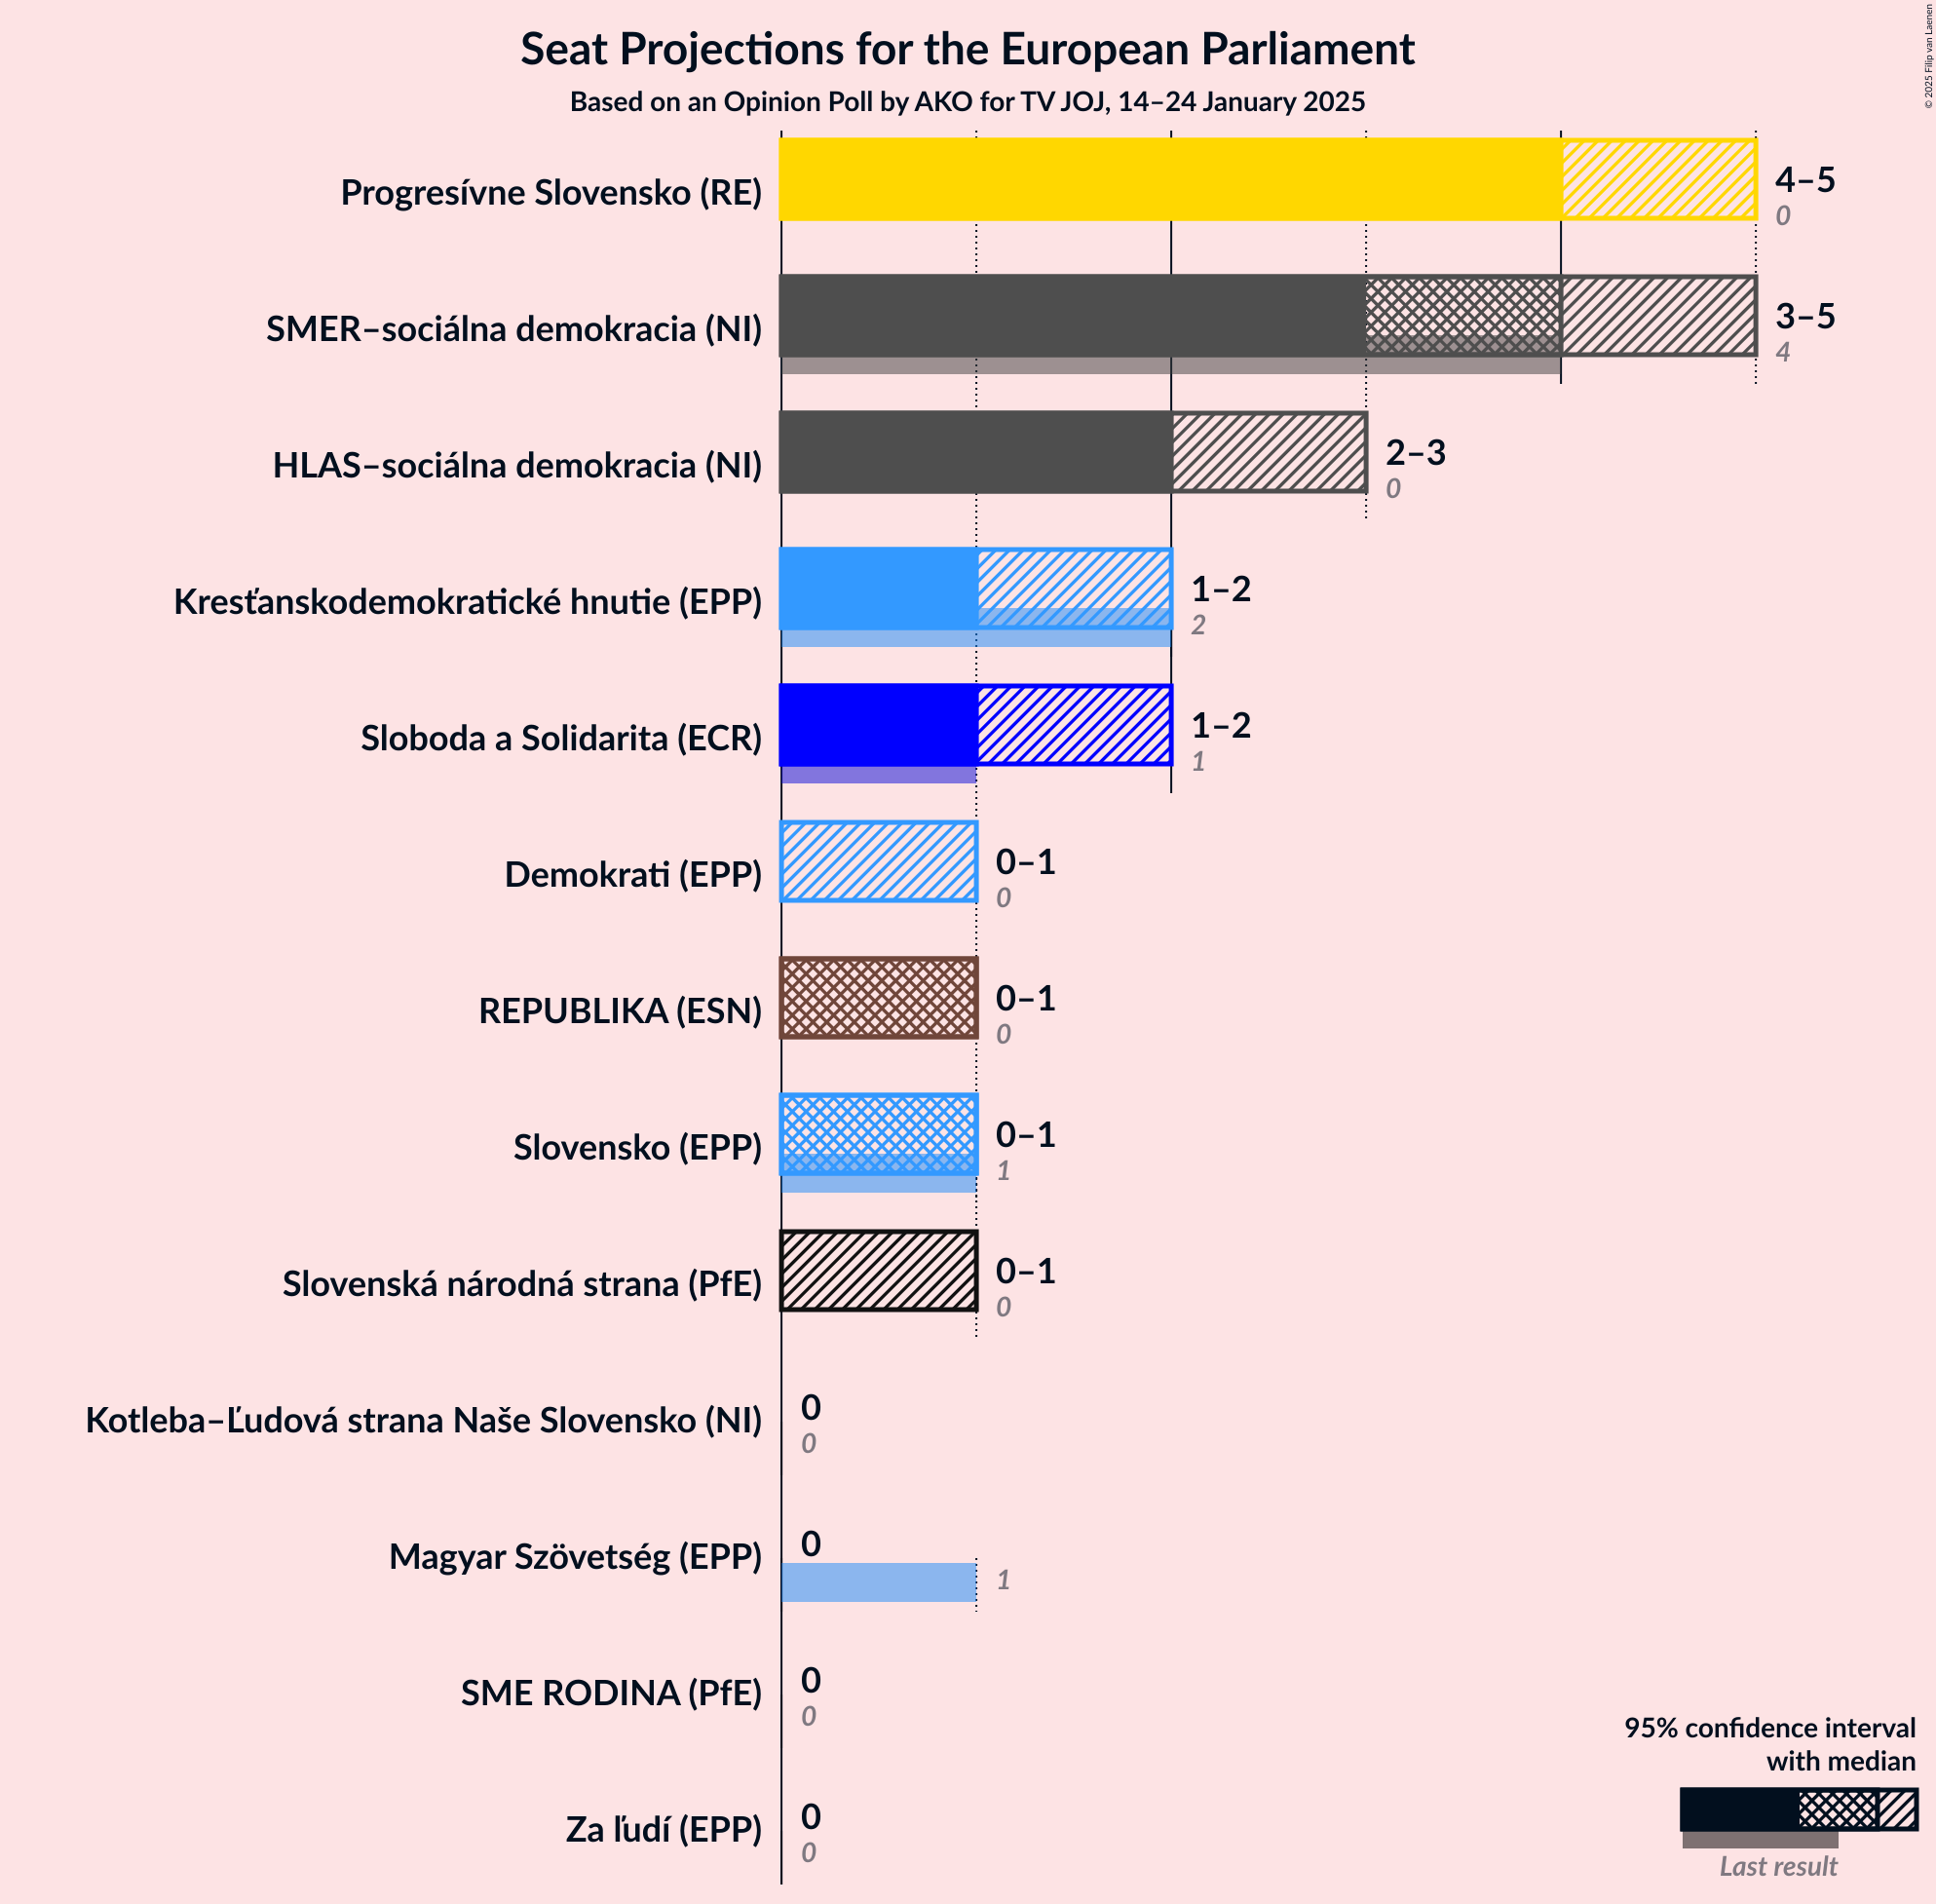 Seat Projections for the European Parliament
Based on an Opinion Poll by AKO for TV JOJ, 14–24 January 2025
© 2025 Filip van Laenen
Progresívne Slovensko (RE)
4–5
0
SMER–sociálna demokracia (NI)
3–5
4
HLAS–sociálna demokracia (NI)
2–3
0
Kresťanskodemokratické hnutie (EPP)
1–2
2
Sloboda a Solidarita (ECR)
1–2
1
Demokrati (EPP)
0–1
0
REPUBLIKA (ESN)
0–1
0
Slovensko (EPP)
0–1
1
Slovenská národná strana (PfE)
0–1
0
Kotleba–Ľudová strana Naše Slovensko (NI)
0
0
Magyar Szövetség (EPP)
0
1
SME RODINA (PfE)
0
0
Za ľudí (EPP)
0
0
95% confidence interval
with median
Last result